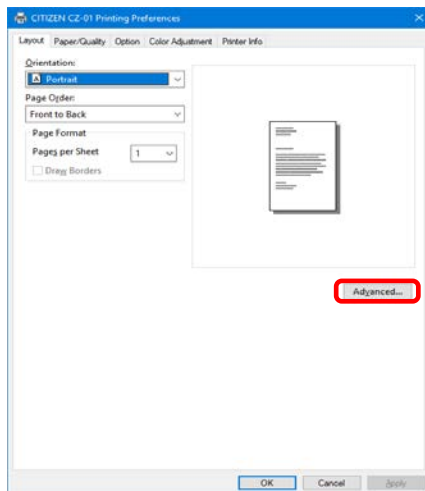 CITIZEN CZ-01 Printing Preferences
Layout Paper/Quality Option Color Adjustment Printer Info
Orientation:
A Portrait
Page Order:
Front to Back
Page Format
Pages per Sheet 1
Draw Borders
Advanced...
OK Cancel Apply